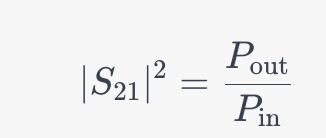 |S₂₁|² = P_out / P_in